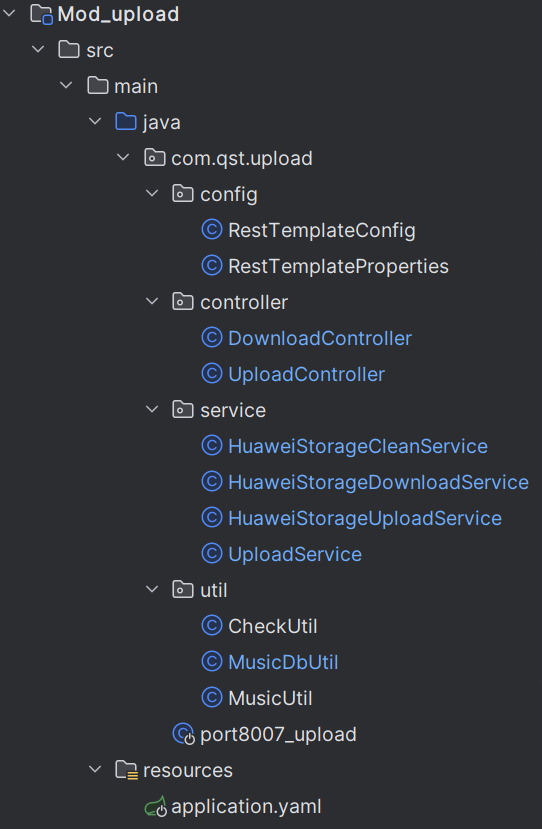 Mod_upload
src
main
java
com.qst.upload
config
RestTemplateConfig
RestTemplateProperties
controller
DownloadController
UploadController
service
HuaweiStorageCleanService
HuaweiStorageDownloadService
HuaweiStorageUploadService
UploadService
util
CheckUtil
MusicDbUtil
MusicUtil
port8007_upload
resources
application.yaml